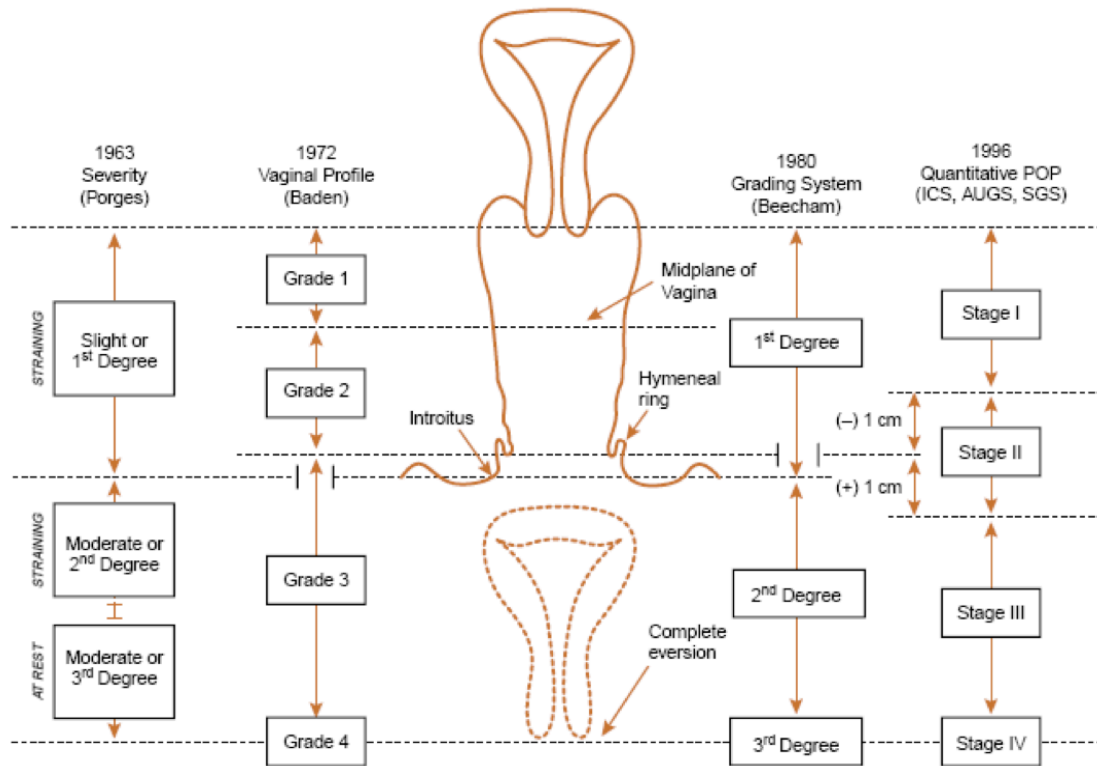 1963
Severity
(Porges)
1972
Vaginal Profile
(Baden)
1980
Grading System
(Beecham)
1996
Quantitative POP
(ICS, AUGS, SGS)
STRAINING
Slight or
1st Degree
Grade 1
Grade 2
Midplane of
Vagina
Introitus
Hymeneal
ring
1st Degree
Stage I
(–) 1 cm
Stage II
(+) 1 cm
STRAINING
Moderate or
2nd Degree
AT REST
Moderate or
3rd Degree
Grade 3
Grade 4
Complete
eversion
2nd Degree
3rd Degree
Stage III
Stage IV